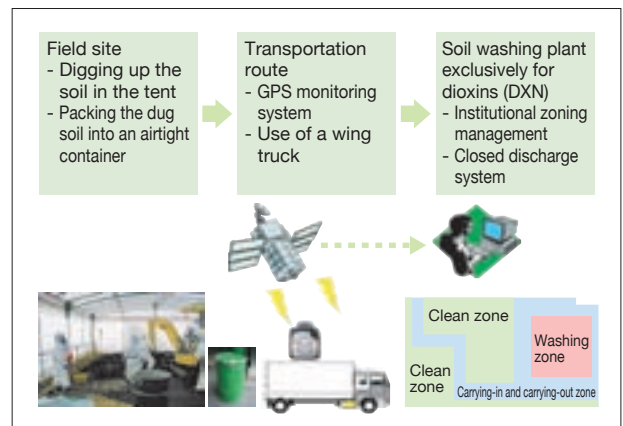 Field site
- Digging up the
soil in the tent
- Packing the dug
soil into an airtight
container
Transportation
route
- GPS monitoring
system
- Use of a wing
truck
Soil washing plant
exclusively for
dioxins (DXN)
- Institutional zoning
management
- Closed discharge
system
Clean zone
Washing
zone
Clean
zone
Carrying-in and carrying-out zone